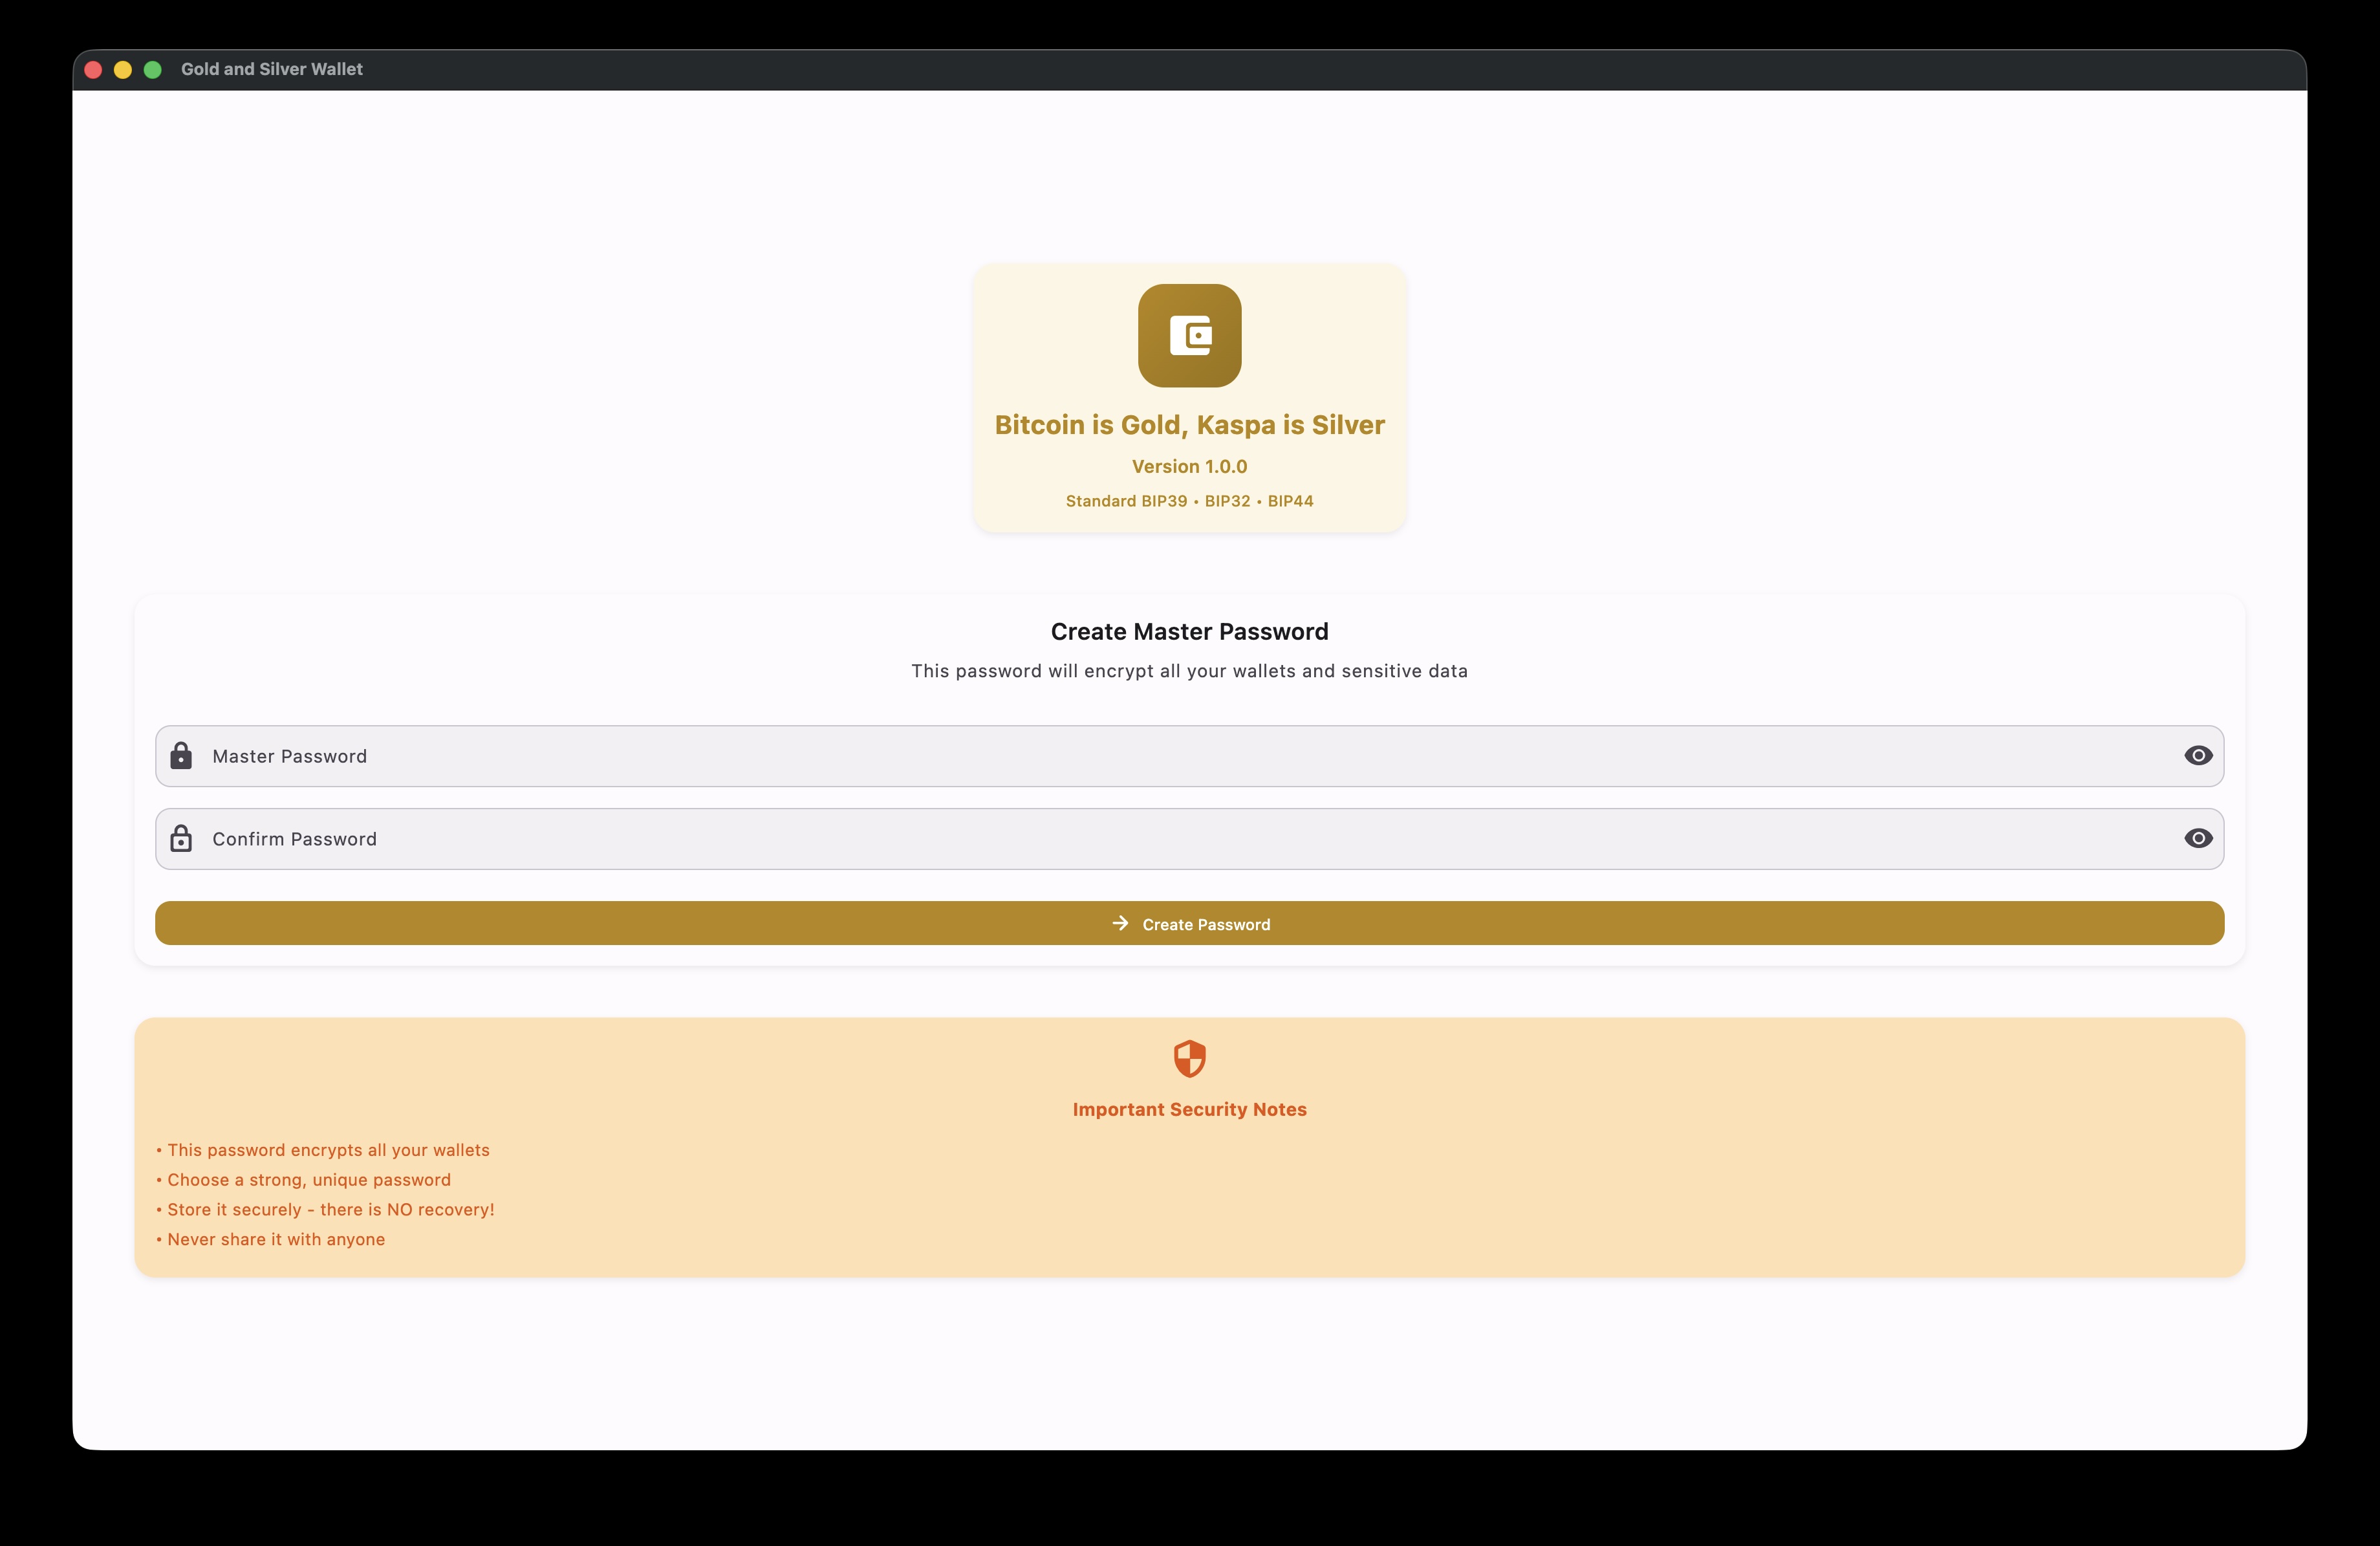 Gold and Silver Wallet
Bitcoin is Gold, Kaspa is Silver
Version 1.0.0
Standard BIP39 • BIP32 • BIP44
Create Master Password
This password will encrypt all your wallets and sensitive data
Master Password
Confirm Password
Create Password
Important Security Notes
• This password encrypts all your wallets
• Choose a strong, unique password
• Store it securely - there is NO recovery!
• Never share it with anyone